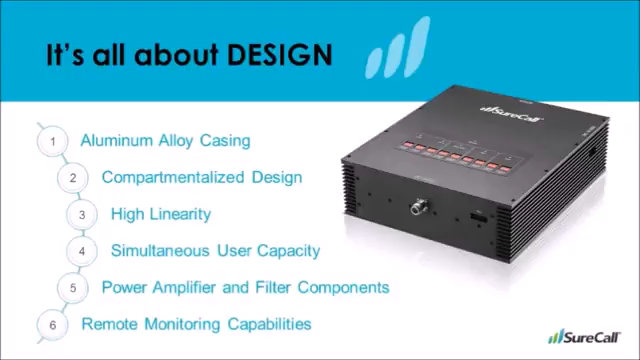 It's all about DESIGN
SureCall
1 Aluminum Alloy Casing
2 Compartmentalized Design
3 High Linearity
4 Simultaneous User Capacity
5 Power Amplifier and Filter Components
6 Remote Monitoring Capabilities
SureCall